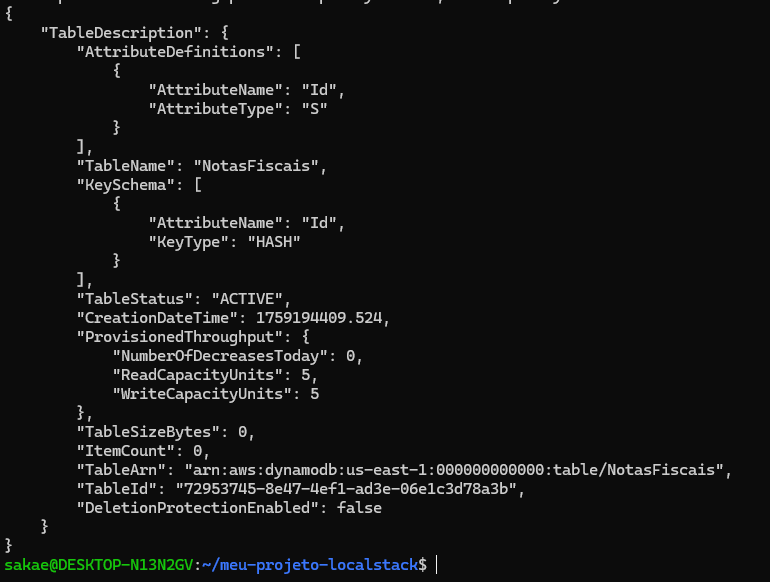 {
    "TableDescription": {
        "AttributeDefinitions": [
            {
                "AttributeName": "Id",
                "AttributeType": "S"
            }
        ],
        "TableName": "NotasFiscais",
        "KeySchema": [
            {
                "AttributeName": "Id",
                "KeyType": "HASH"
            }
        ],
        "TableStatus": "ACTIVE",
        "CreationDateTime": 1759194409.524,
        "ProvisionedThroughput": {
            "NumberOfDecreasesToday": 0,
            "ReadCapacityUnits": 5,
            "WriteCapacityUnits": 5
        },
        "TableSizeBytes": 0,
        "ItemCount": 0,
        "TableArn": "arn:aws:dynamodb:us-east-1:000000000000:table/NotasFiscais",
        "TableId": "72953745-8e47-4ef1-ad3e-06e1c3d78a3b",
        "DeletionProtectionEnabled": false
    }
}
sakae@DESKTOP-N13N2GV:~/meu-projeto-localstack$